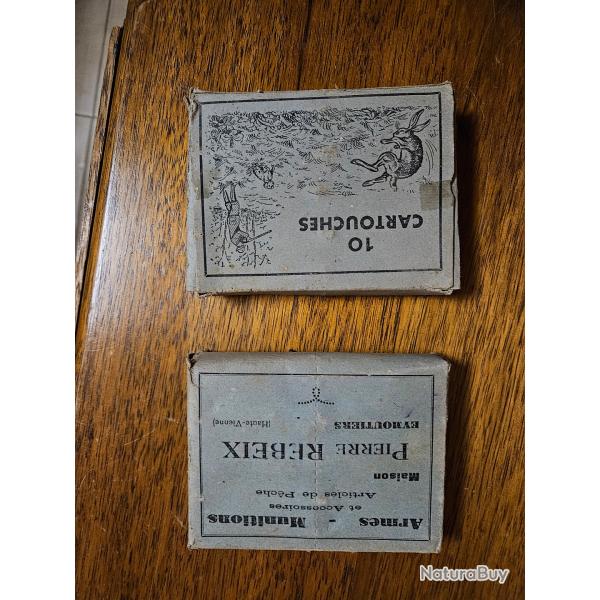 10
CARTOUCHES
Armes - Munitions
et Accessoires
Articles de Pêche
Maison
PIERRE REBEIX
EYMOUTIERS
(Haute-Vienne)
NaturaBuy